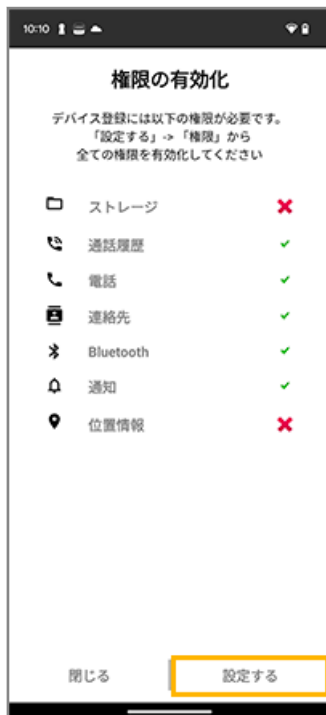 10:10
権限の有効化
デバイス登録には以下の権限が必要です。
「設定する」->「権限」から
全ての権限を有効化してください
ストレージ
通話履歴
電話
連絡先
Bluetooth
通知
位置情報
閉じる 設定する